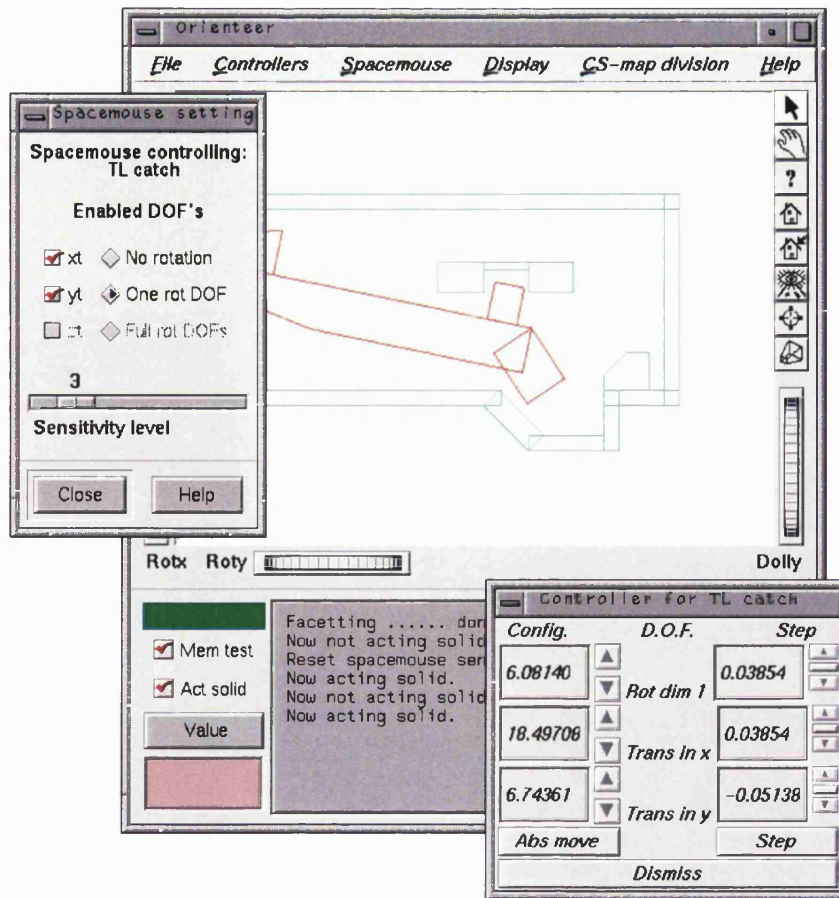 Orienteer
File Controllers Spacemouse Display CS-map division Help
Spacemouse setting
Spacemouse controlling:
TL catch
Enabled DOF's
xt No rotation
yt One rot DOF
zt Full rot DOFs
3
Sensitivity level
Close Help
?
Rotx Roty Dolly
Mem test
Act solid
Value
Facetting ...... don
Now not acting solid
Reset spacemouse sen
Now acting solid.
Now not acting solid
Now acting solid.
Controller for TL catch
Config. D.O.F. Step
6.08140 Rot dim 1 0.03854
18.49708 Trans in x 0.03854
6.74361 Trans in y -0.05138
Abs move Step
Dismiss